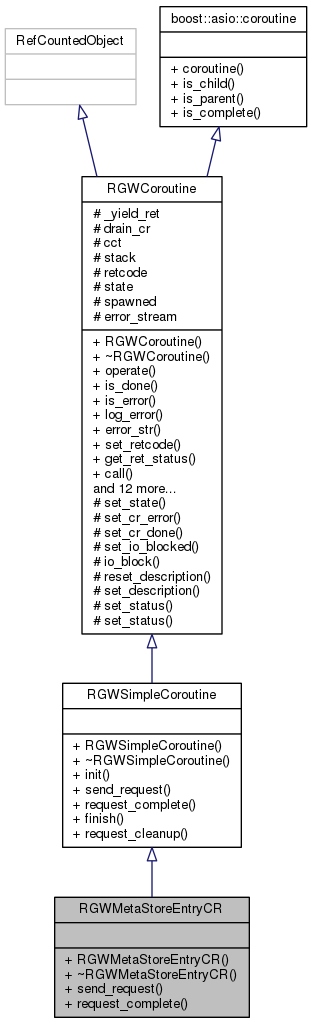 RefCountedObject
boost::asio::coroutine
+ coroutine()
+ is_child()
+ is_parent()
+ is_complete()
RGWCoroutine
# _yield_ret
# drain_cr
# cct
# stack
# retcode
# state
# spawned
# error_stream
+ RGWCoroutine()
+ ~RGWCoroutine()
+ operate()
+ is_done()
+ is_error()
+ log_error()
+ error_str()
+ set_retcode()
+ get_ret_status()
+ call()
and 12 more...
# set_state()
# set_cr_error()
# set_cr_done()
# set_io_blocked()
# io_block()
# reset_description()
# set_description()
# set_status()
# set_status()
RGWSimpleCoroutine
+ RGWSimpleCoroutine()
+ ~RGWSimpleCoroutine()
+ init()
+ send_request()
+ request_complete()
+ finish()
+ request_cleanup()
RGWMetaStoreEntryCR
+ RGWMetaStoreEntryCR()
+ ~RGWMetaStoreEntryCR()
+ send_request()
+ request_complete()